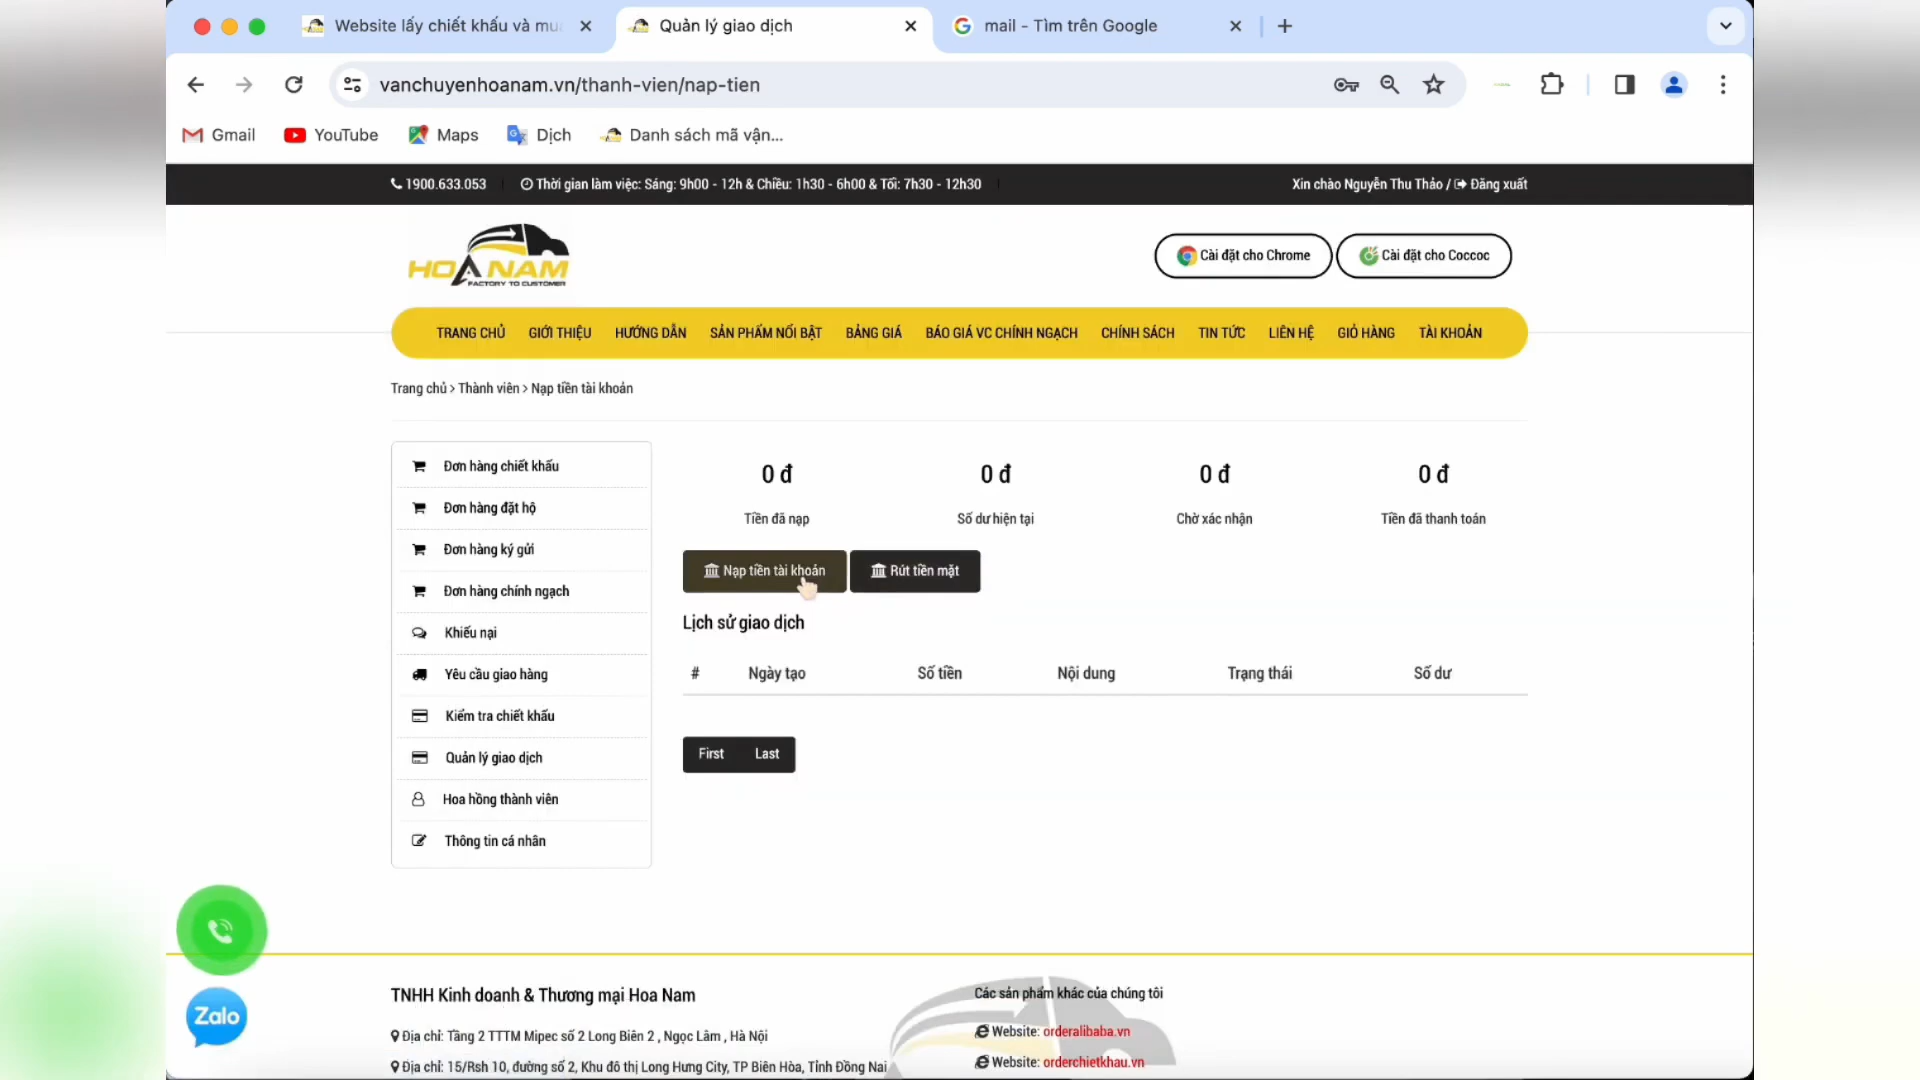 Website lấy chiết khấu và mu
Quản lý giao dịch
mail - Tìm trên Google
vanchuyenhoanam.vn/thanh-vien/nap-tien
Gmail
YouTube
Maps
Dịch
Danh sách mã vận...
1900.633.053
Thời gian làm việc: Sáng: 9h00 - 12h & Chiều: 1h30 - 6h00 & Tối: 7h30 - 12h30
Xin chào Nguyễn Thu Thảo / Đăng xuất
HOA NAM
FACTORY TO CUSTOMER
Cài đặt cho Chrome
Cài đặt cho Coccoc
TRANG CHỦ GIỚI THIỆU HƯỚNG DẪN SẢN PHẨM NỔI BẬT BẢNG GIÁ BÁO GIÁ VC CHÍNH NGẠCH CHÍNH SÁCH TIN TỨC LIÊN HỆ GIỎ HÀNG TÀI KHOẢN
Trang chủ > Thành viên > Nạp tiền tài khoản
Đơn hàng chiết khấu
Đơn hàng đặt hộ
Đơn hàng ký gửi
Đơn hàng chính ngạch
Khiếu nại
Yêu cầu giao hàng
Kiểm tra chiết khấu
Quản lý giao dịch
Hoa hồng thành viên
Thông tin cá nhân
0 đ 0 đ 0 đ 0 đ
Tiền đã nạp Số dư hiện tại Chờ xác nhận Tiền đã thanh toán
Nạp tiền tài khoản
Rút tiền mặt
Lịch sử giao dịch
# Ngày tạo Số tiền Nội dung Trạng thái Số dư
First Last
Zalo
TNHH Kinh doanh & Thương mại Hoa Nam
Địa chỉ: Tầng 2 TTTM Mipec số 2 Long Biên 2 , Ngọc Lâm , Hà Nội
Địa chỉ: 15/Rsh 10, đường số 2, Khu đô thị Long Hưng City, TP Biên Hòa, Tỉnh Đồng Nai
Các sản phẩm khác của chúng tôi
Website: orderalibaba.vn
Website: orderchietkhau.vn